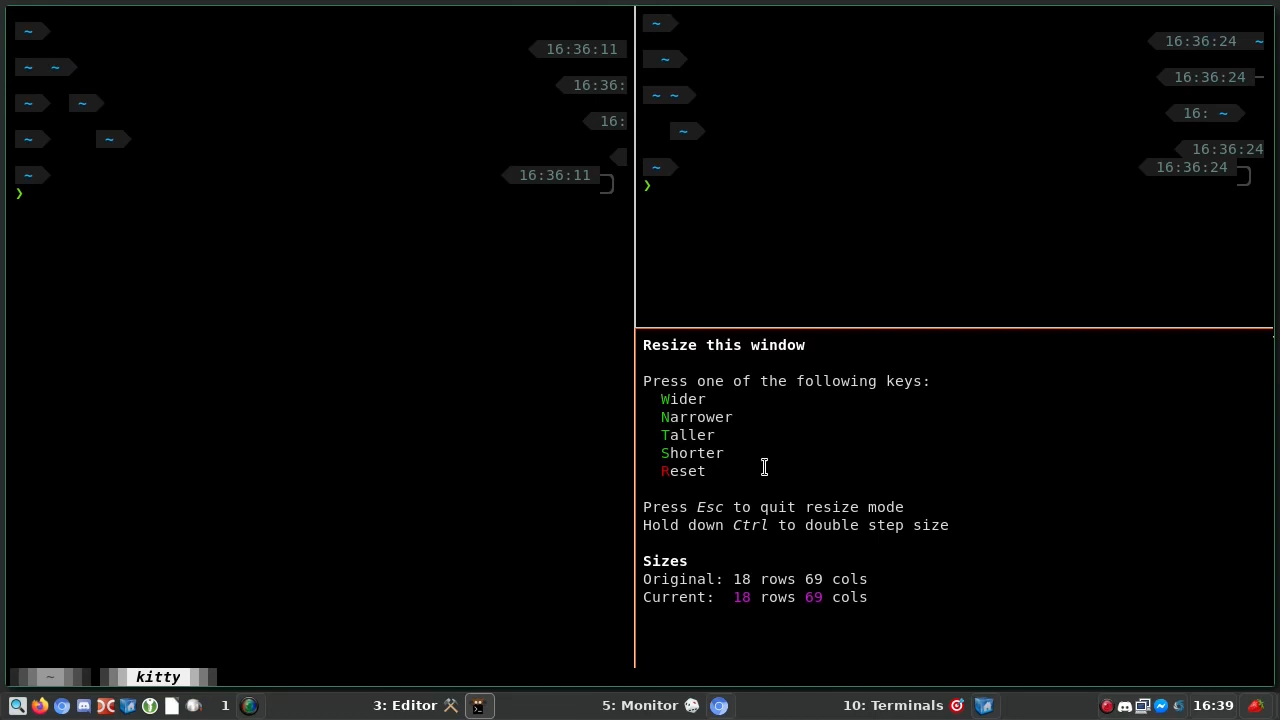 ~
16:36:11
~ ~
16:36:
~ ~
16:
~ ~
~ 16:36:11
❯
~
16:36:24 ~
~
16:36:24
~ ~
16: ~
~
16:36:24
~ 16:36:24
❯
Resize this window
Press one of the following keys:
Wider
Narrower
Taller
Shorter
Reset
Press Esc to quit resize mode
Hold down Ctrl to double step size
Sizes
Original: 18 rows 69 cols
Current: 18 rows 69 cols
~ kitty
1 3: Editor 5: Monitor 10: Terminals 16:39